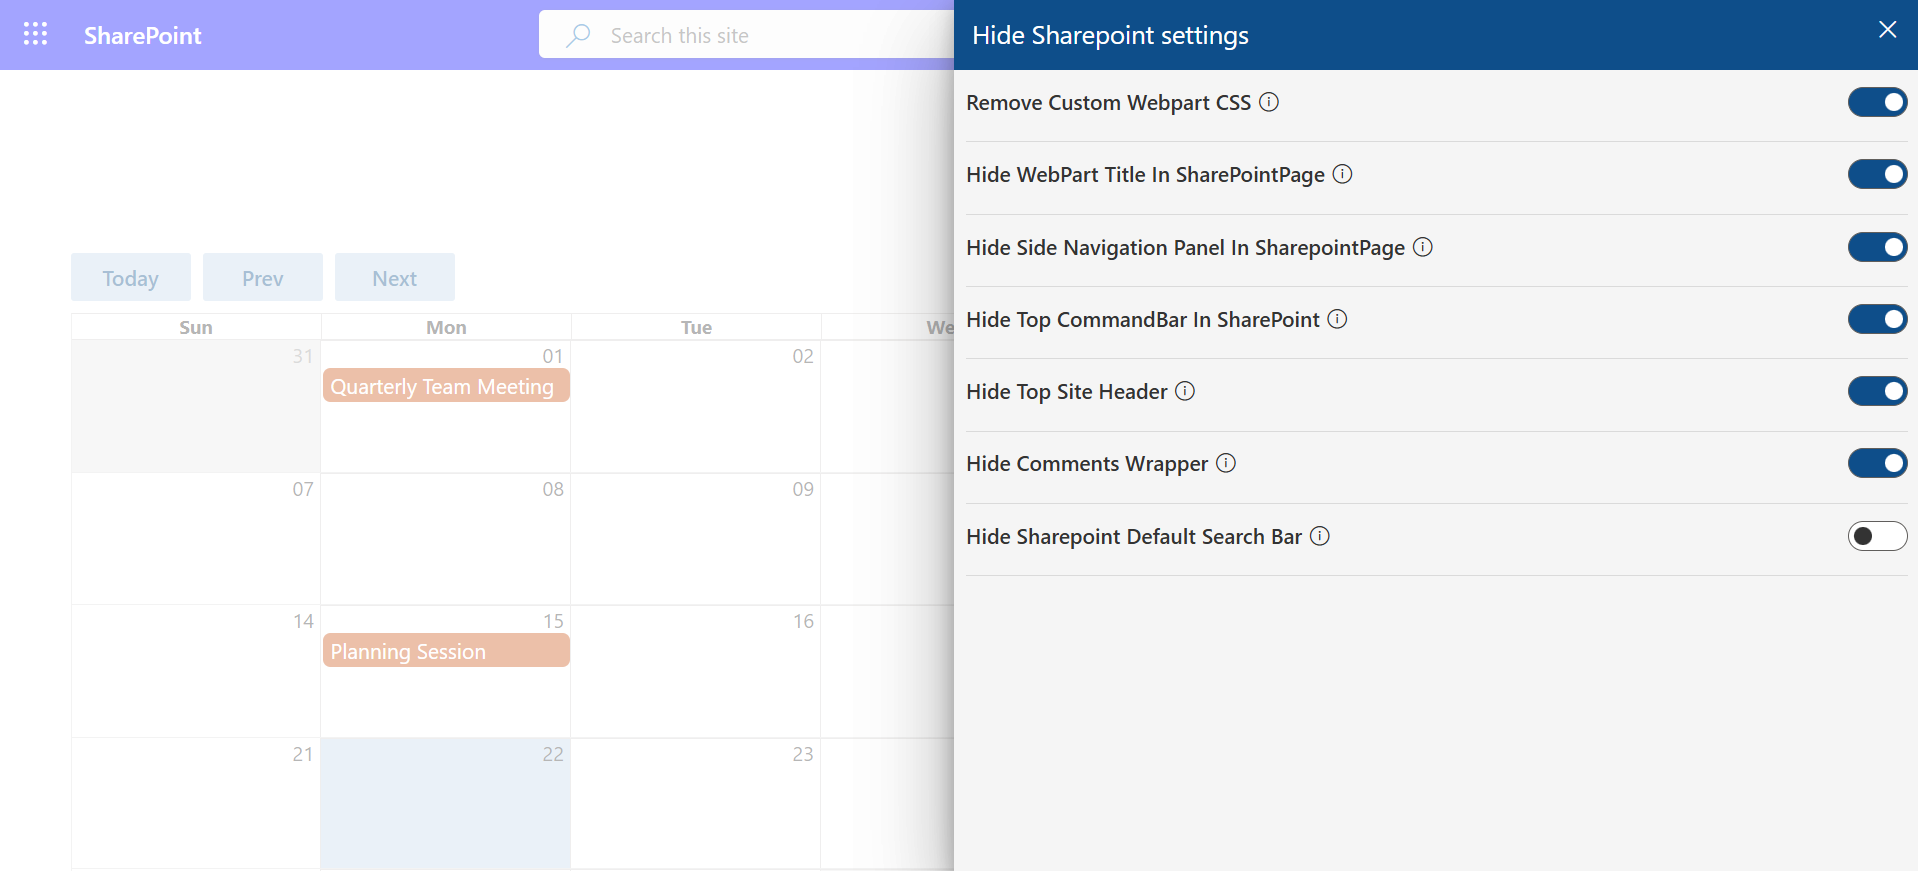 SharePoint
Search this site
Today Prev Next
Sun Mon Tue We
31 01 02
Quarterly Team Meeting
07 08 09
14 15 16
Planning Session
21 22 23
Hide Sharepoint settings
Remove Custom Webpart CSS
Hide WebPart Title In SharePointPage
Hide Side Navigation Panel In SharepointPage
Hide Top CommandBar In SharePoint
Hide Top Site Header
Hide Comments Wrapper
Hide Sharepoint Default Search Bar